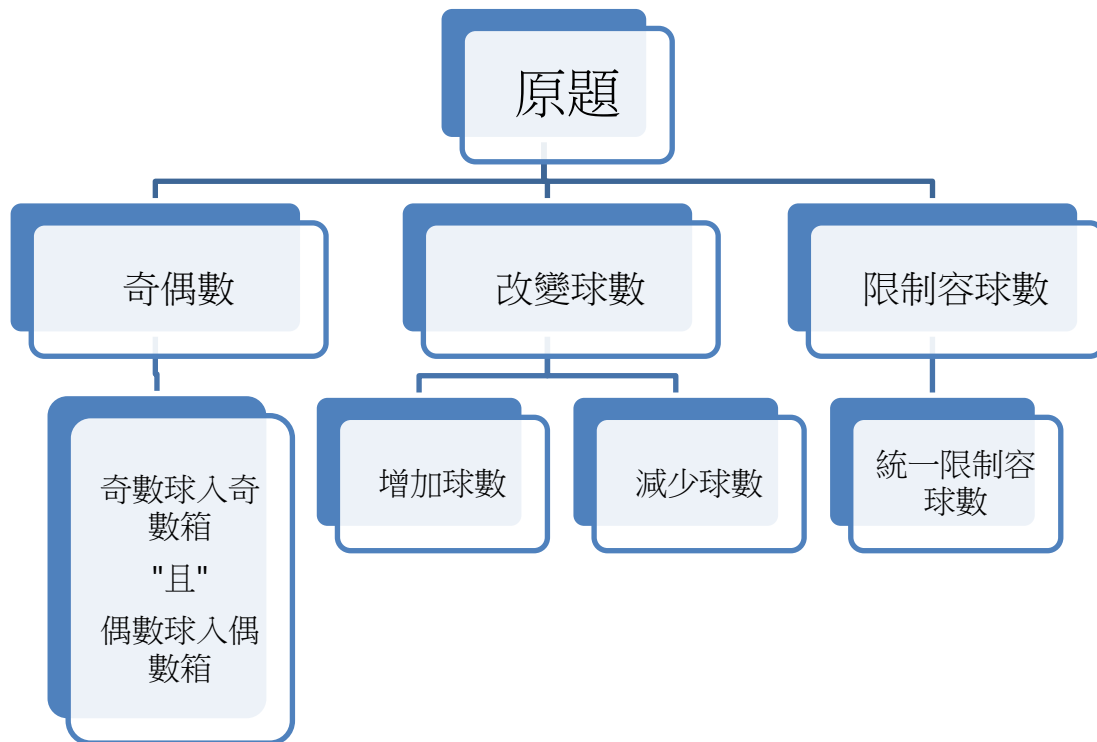 原題
奇偶數
改變球數
限制容球數
奇數球入奇
數箱
"且"
偶數球入偶
數箱
增加球數
減少球數
統一限制容
球數